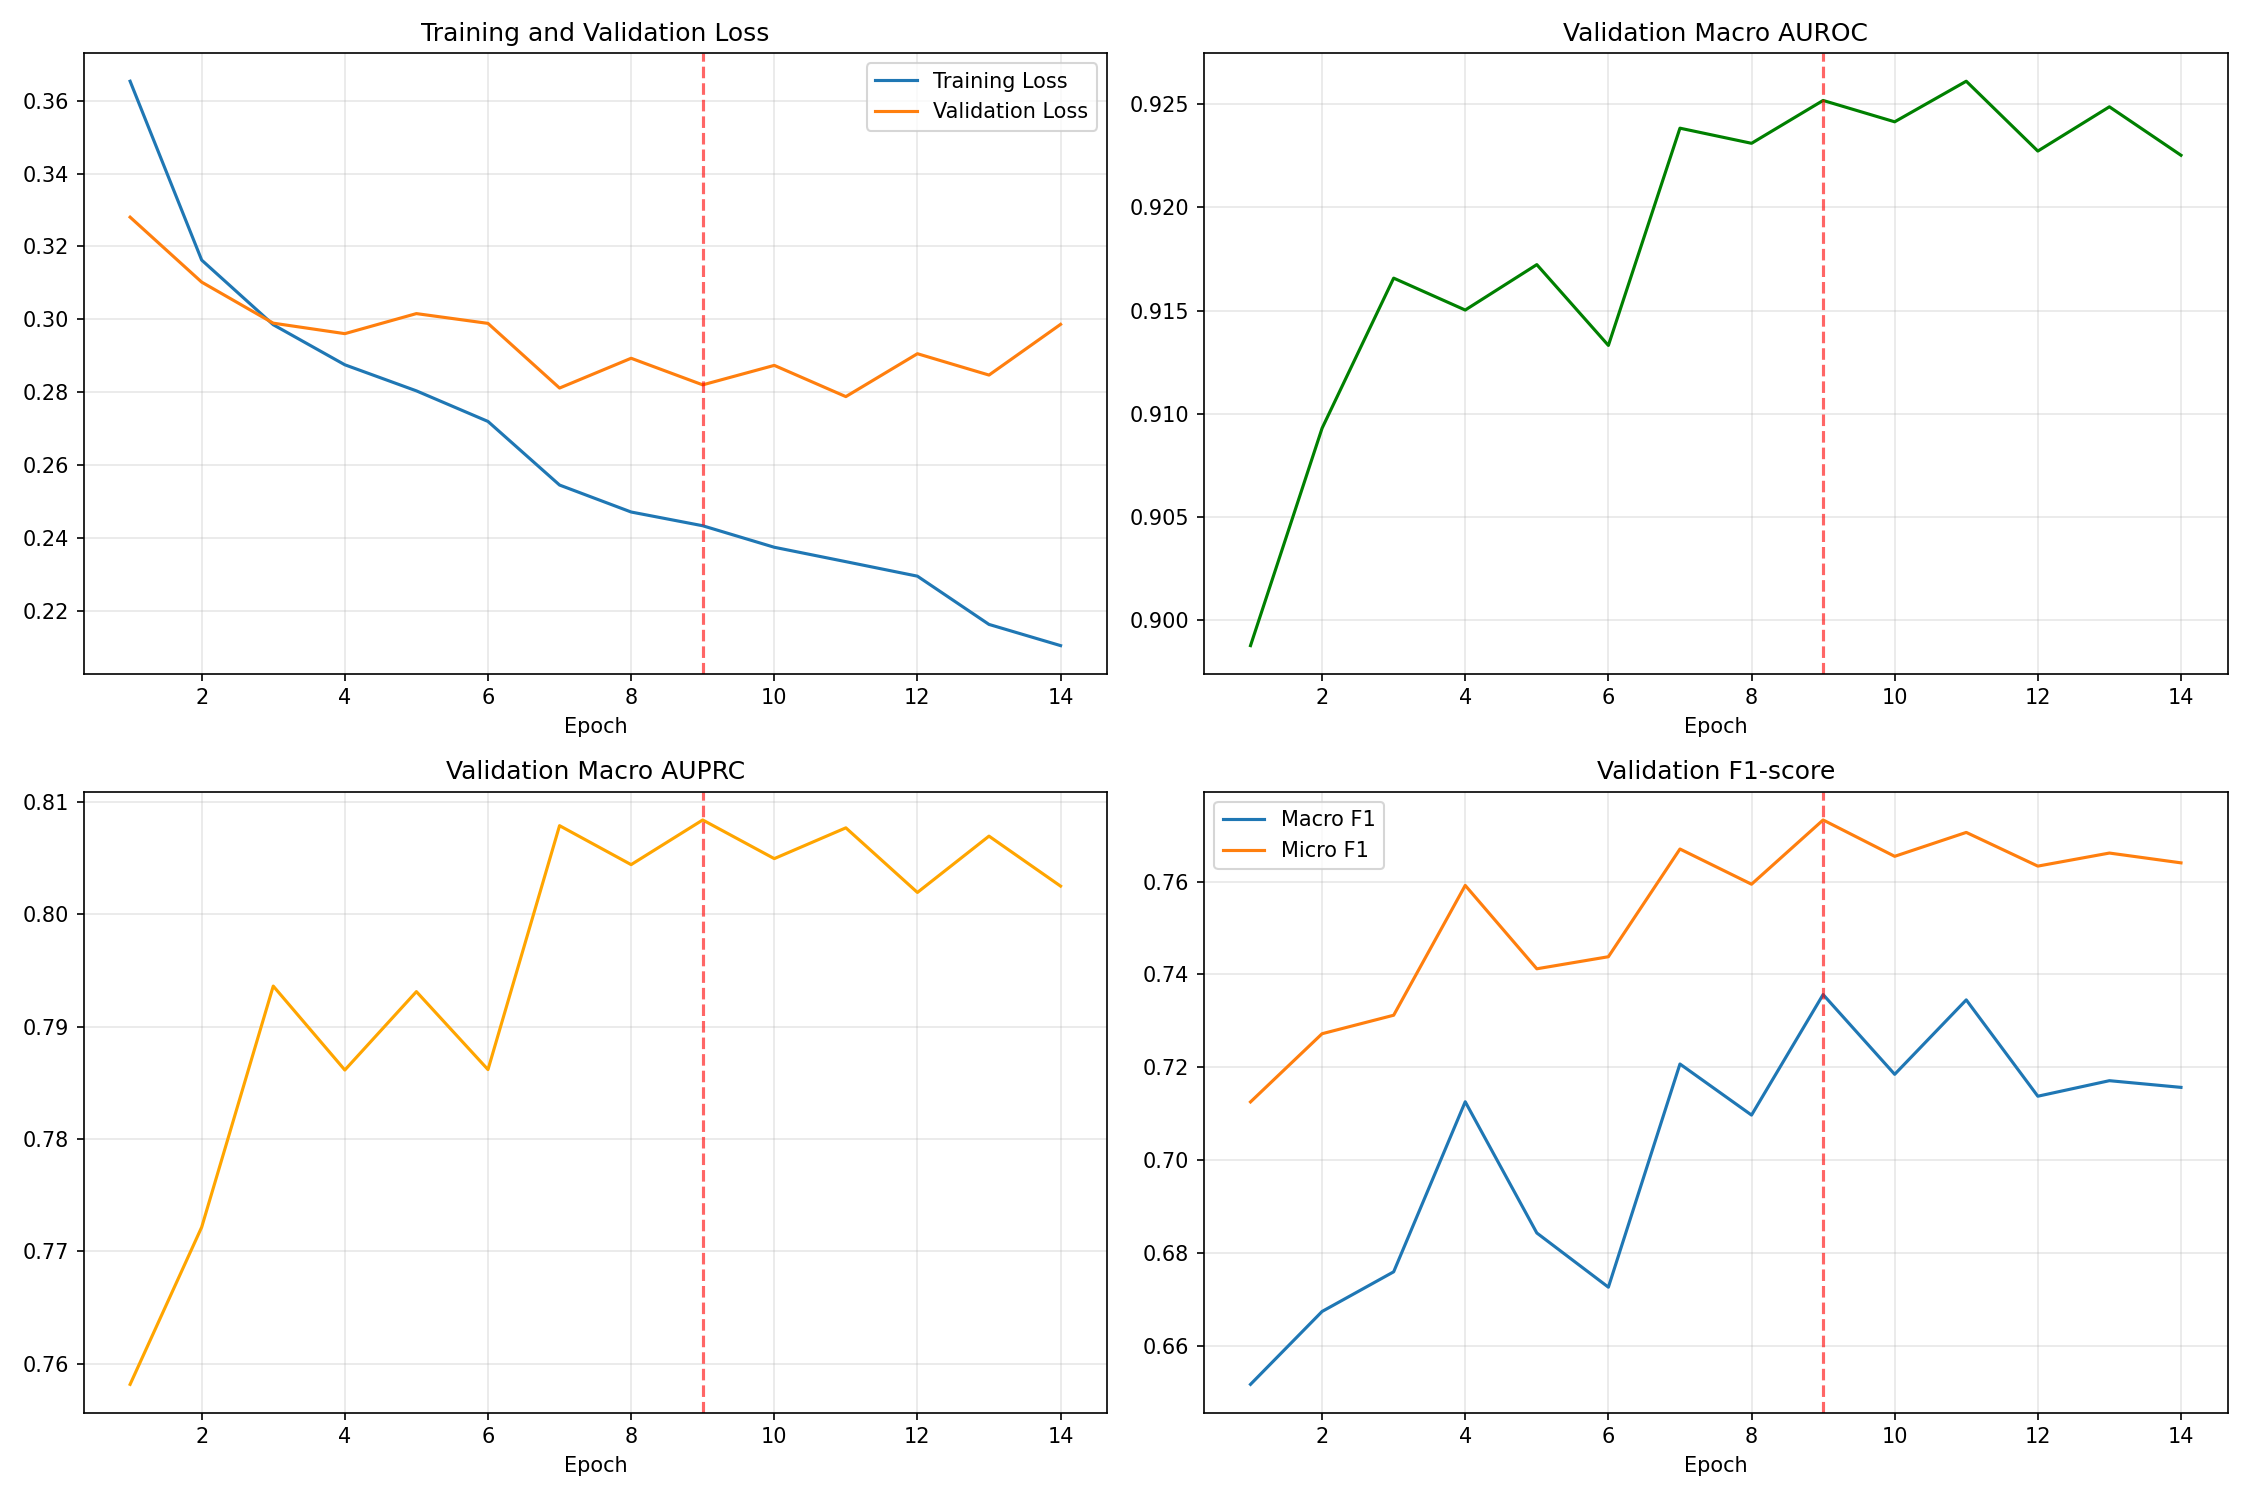 Training and Validation Loss
Training Loss
Validation Loss
0.36
0.34
0.32
0.30
0.28
0.26
0.24
0.22
2 4 6 8 10 12 14
Epoch
Validation Macro AUROC
0.925
0.920
0.915
0.910
0.905
0.900
2 4 6 8 10 12 14
Epoch
Validation Macro AUPRC
0.81
0.80
0.79
0.78
0.77
0.76
2 4 6 8 10 12 14
Epoch
Validation F1-score
Macro F1
Micro F1
0.76
0.74
0.72
0.70
0.68
0.66
2 4 6 8 10 12 14
Epoch